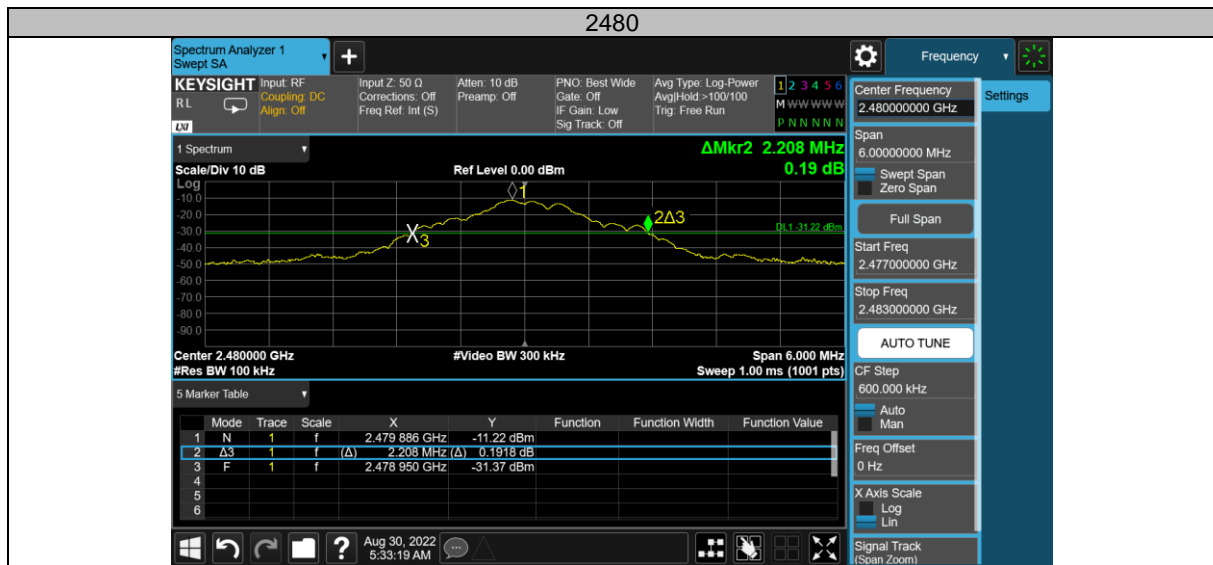 2480
Spectrum Analyzer 1
Swept SA
+
Frequency
KEYSIGHT
RL
LXI
Input: RF
Coupling: DC
Align: Off
Input Z: 50 Ω
Corrections: Off
Freq Ref: Int (S)
Atten: 10 dB
Preamp: Off
PNO: Best Wide
Gate: Off
IF Gain: Low
Sig Track: Off
Avg Type: Log-Power
Avg|Hold:>100/100
Trig: Free Run
1 2 3 4 5 6
M W W W W W
P N N N N N
Center Frequency
2.480000000 GHz
Settings
Span
6.00000000 MHz
Swept Span
Zero Span
Full Span
Start Freq
2.477000000 GHz
Stop Freq
2.483000000 GHz
AUTO TUNE
CF Step
600.000 kHz
Auto
Man
Freq Offset
0 Hz
X Axis Scale
Log
Lin
Signal Track
(Span Zoom)
1 Spectrum
ΔMkr2 2.208 MHz
0.19 dB
Scale/Div 10 dB
Ref Level 0.00 dBm
Log
-10.0
-20.0
-30.0
-40.0
-50.0
-60.0
-70.0
-80.0
-90.0
1
2Δ3
3
DL1 -31.22 dBm
Center 2.480000 GHz
#Video BW 300 kHz
Span 6.000 MHz
#Res BW 100 kHz
Sweep 1.00 ms (1001 pts)
5 Marker Table
Mode Trace Scale X Y Function Function Width Function Value
1 N 1 f 2.479 886 GHz -11.22 dBm
2 Δ3 1 f (Δ) 2.208 MHz (Δ) 0.1918 dB
3 F 1 f 2.478 950 GHz -31.37 dBm
4
5
6
?
Aug 30, 2022
5:33:19 AM